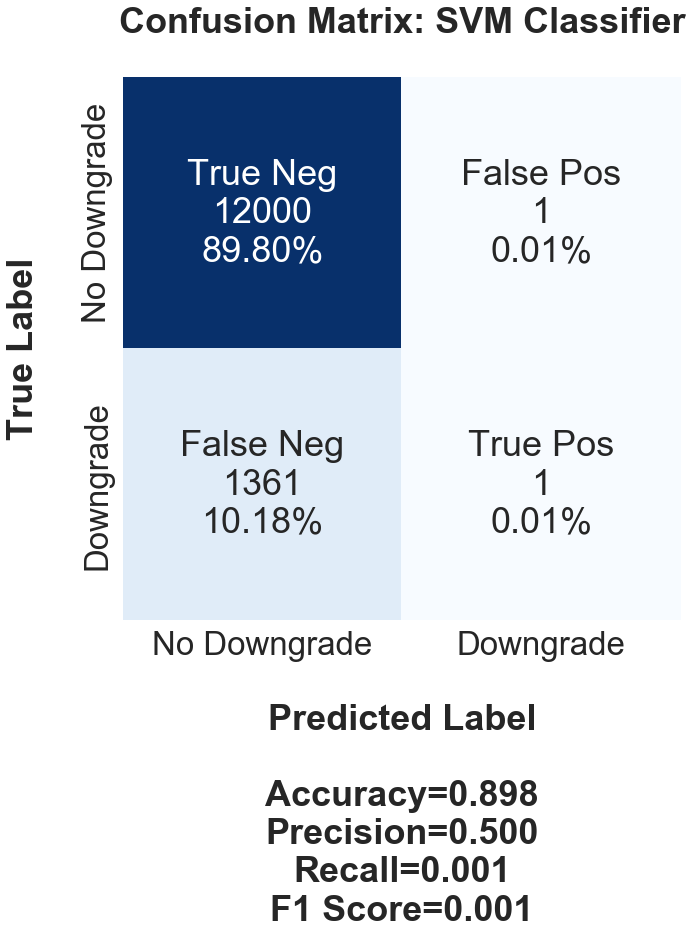 Confusion Matrix: SVM Classifier
True Label
No Downgrade
True Neg
12000
89.80%
False Pos
1
0.01%
Downgrade
False Neg
1361
10.18%
True Pos
1
0.01%
No Downgrade
Downgrade
Predicted Label
Accuracy=0.898
Precision=0.500
Recall=0.001
F1 Score=0.001